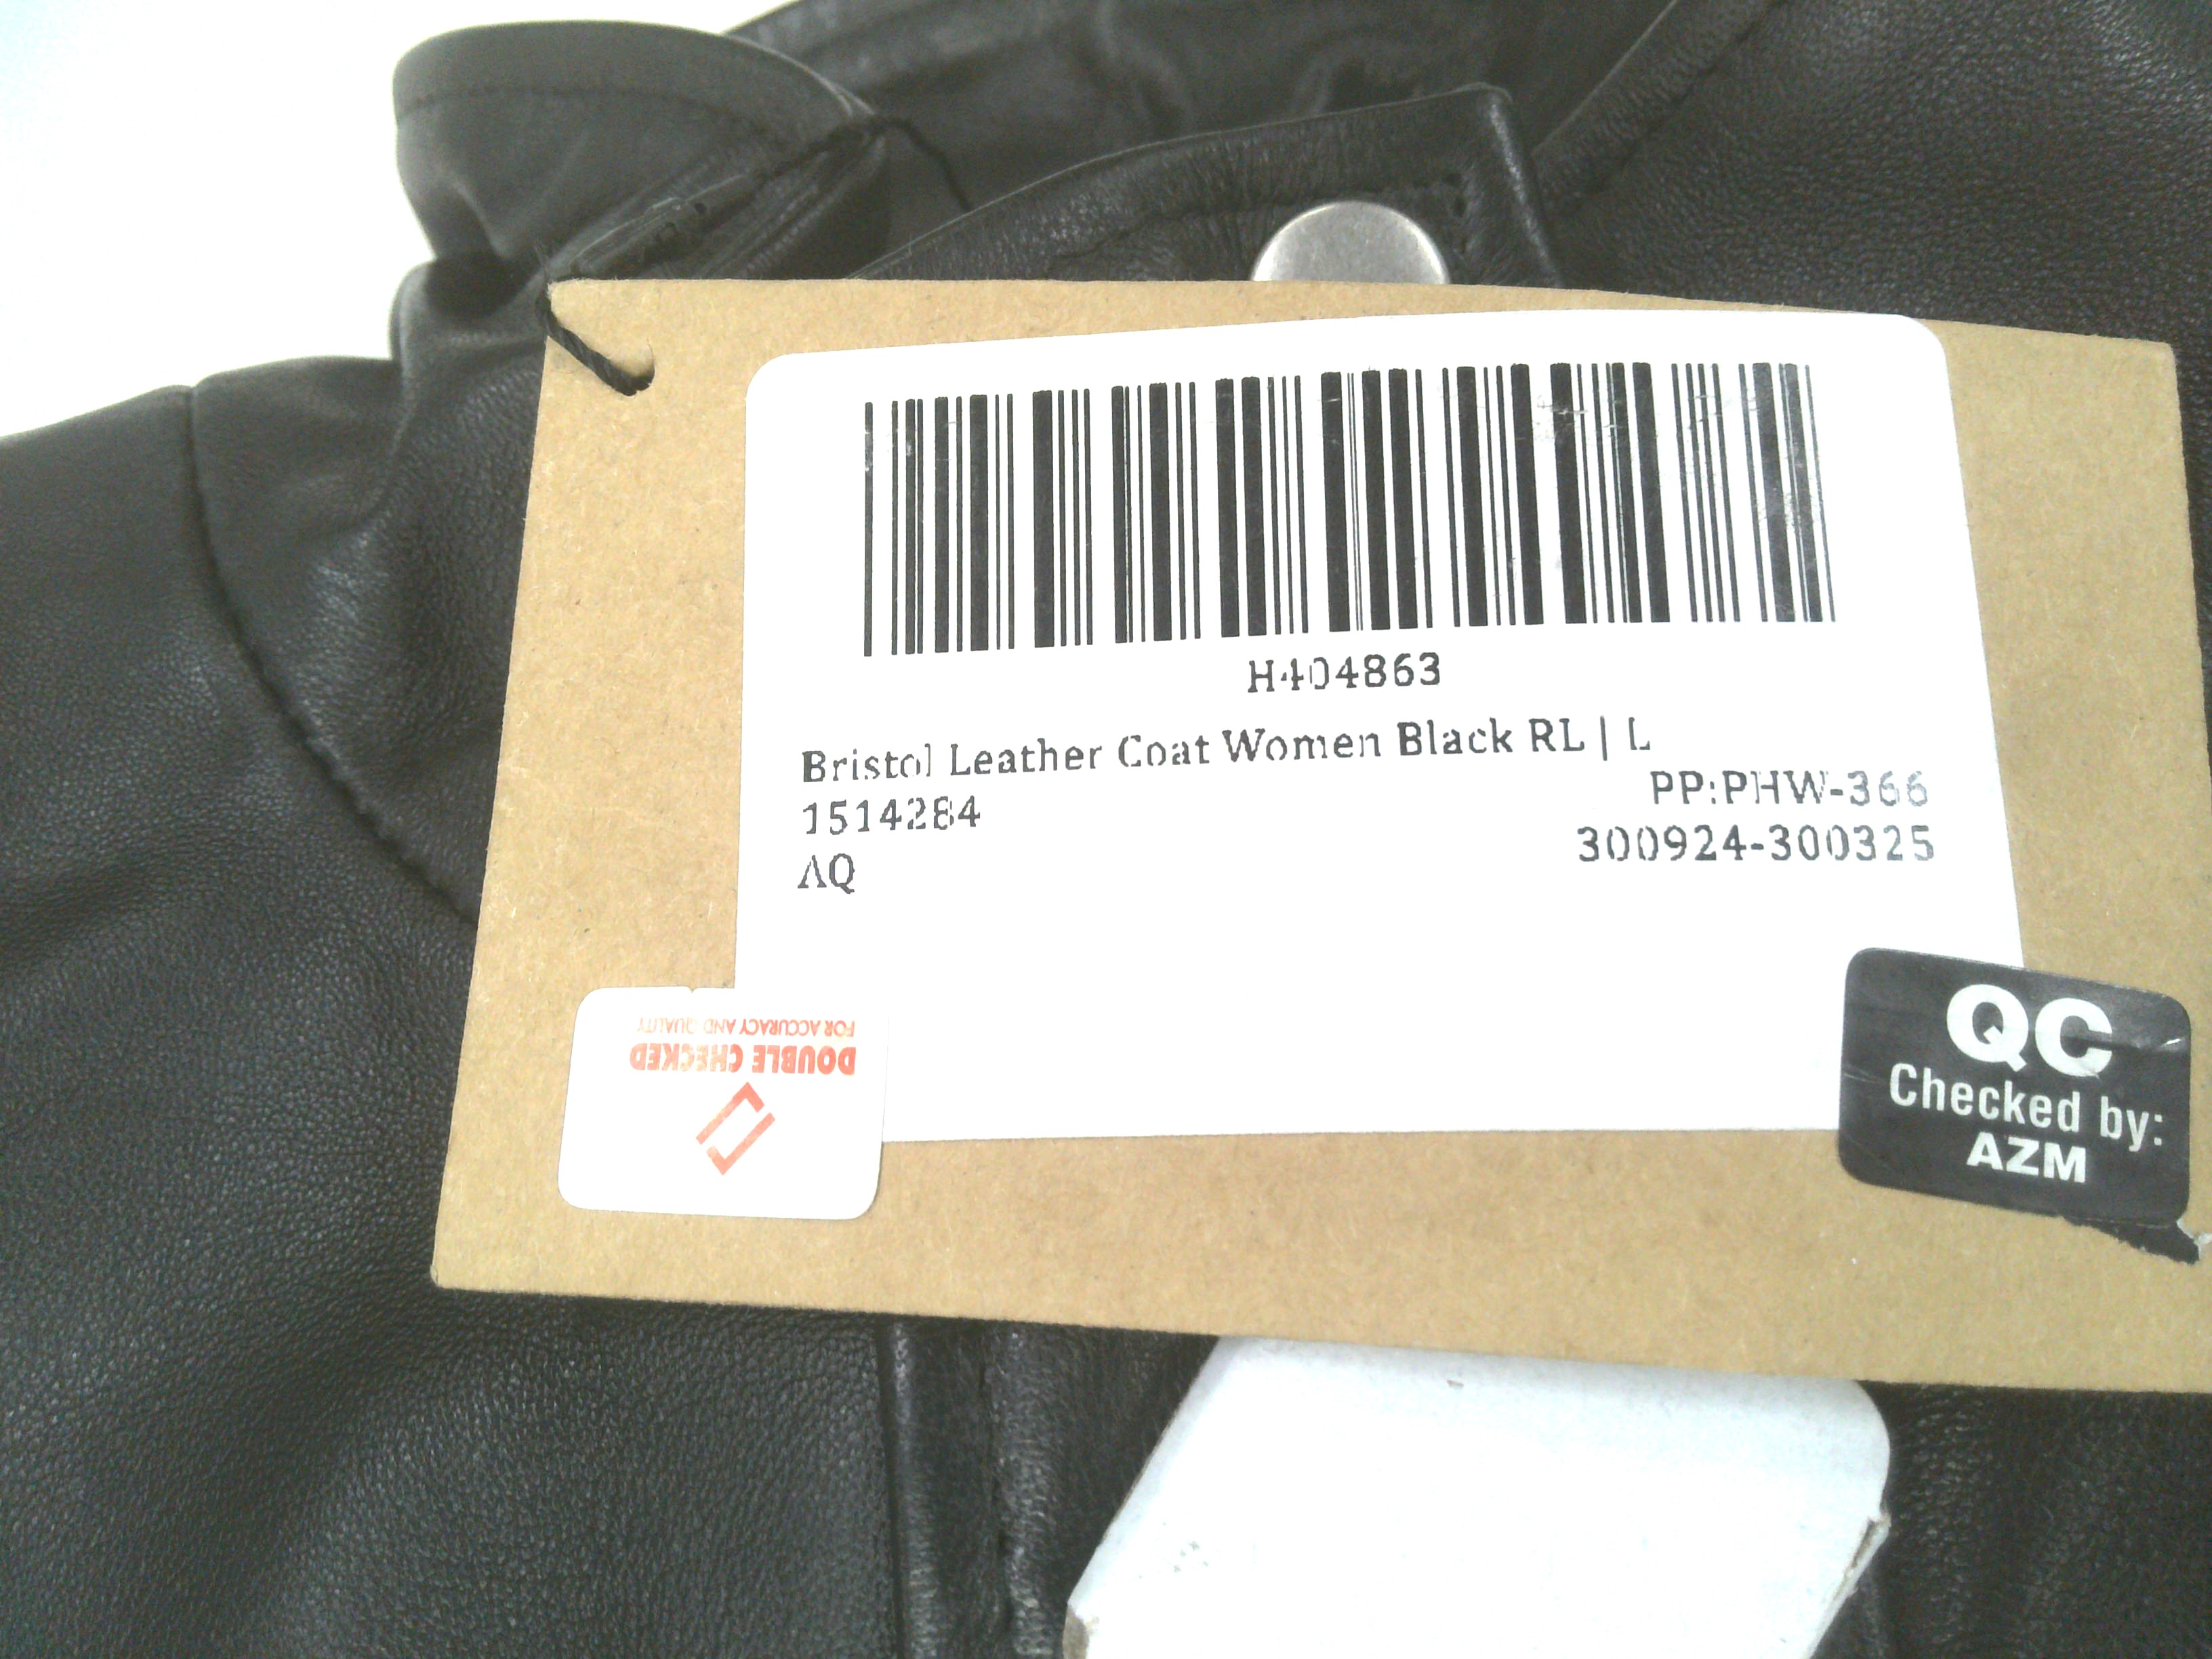 H404863
Bristol Leather Coat Women Black RL | L
PP:PHW-366
1514284
300924-300325
AQ
QC
Checked by:
AZM
DOUBLE CHECKED
FOR ACCURACY AND QUALITY